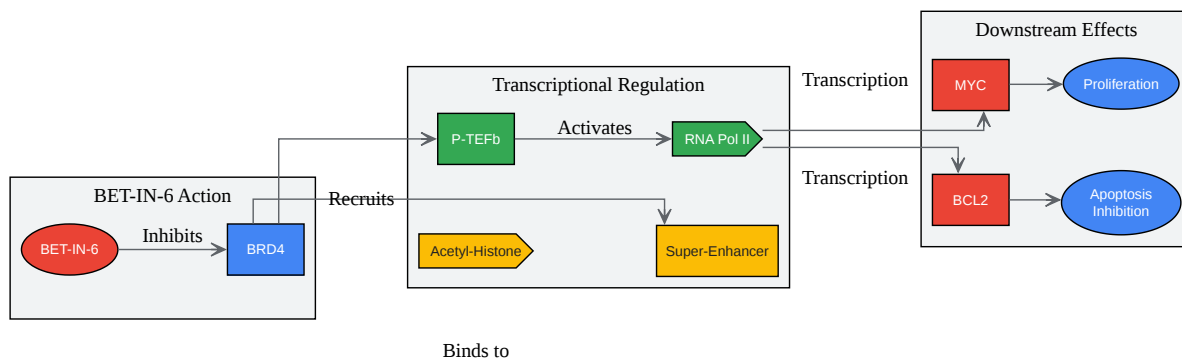 Downstream Effects
Transcriptional Regulation
Transcription
MYC
Proliferation
P-TEFb
Activates
RNA Pol II
Transcription
BET-IN-6 Action
Recruits
BCL2
Apoptosis
Inhibition
BET-IN-6
Inhibits
BRD4
Acetyl-Histone
Super-Enhancer
Binds to